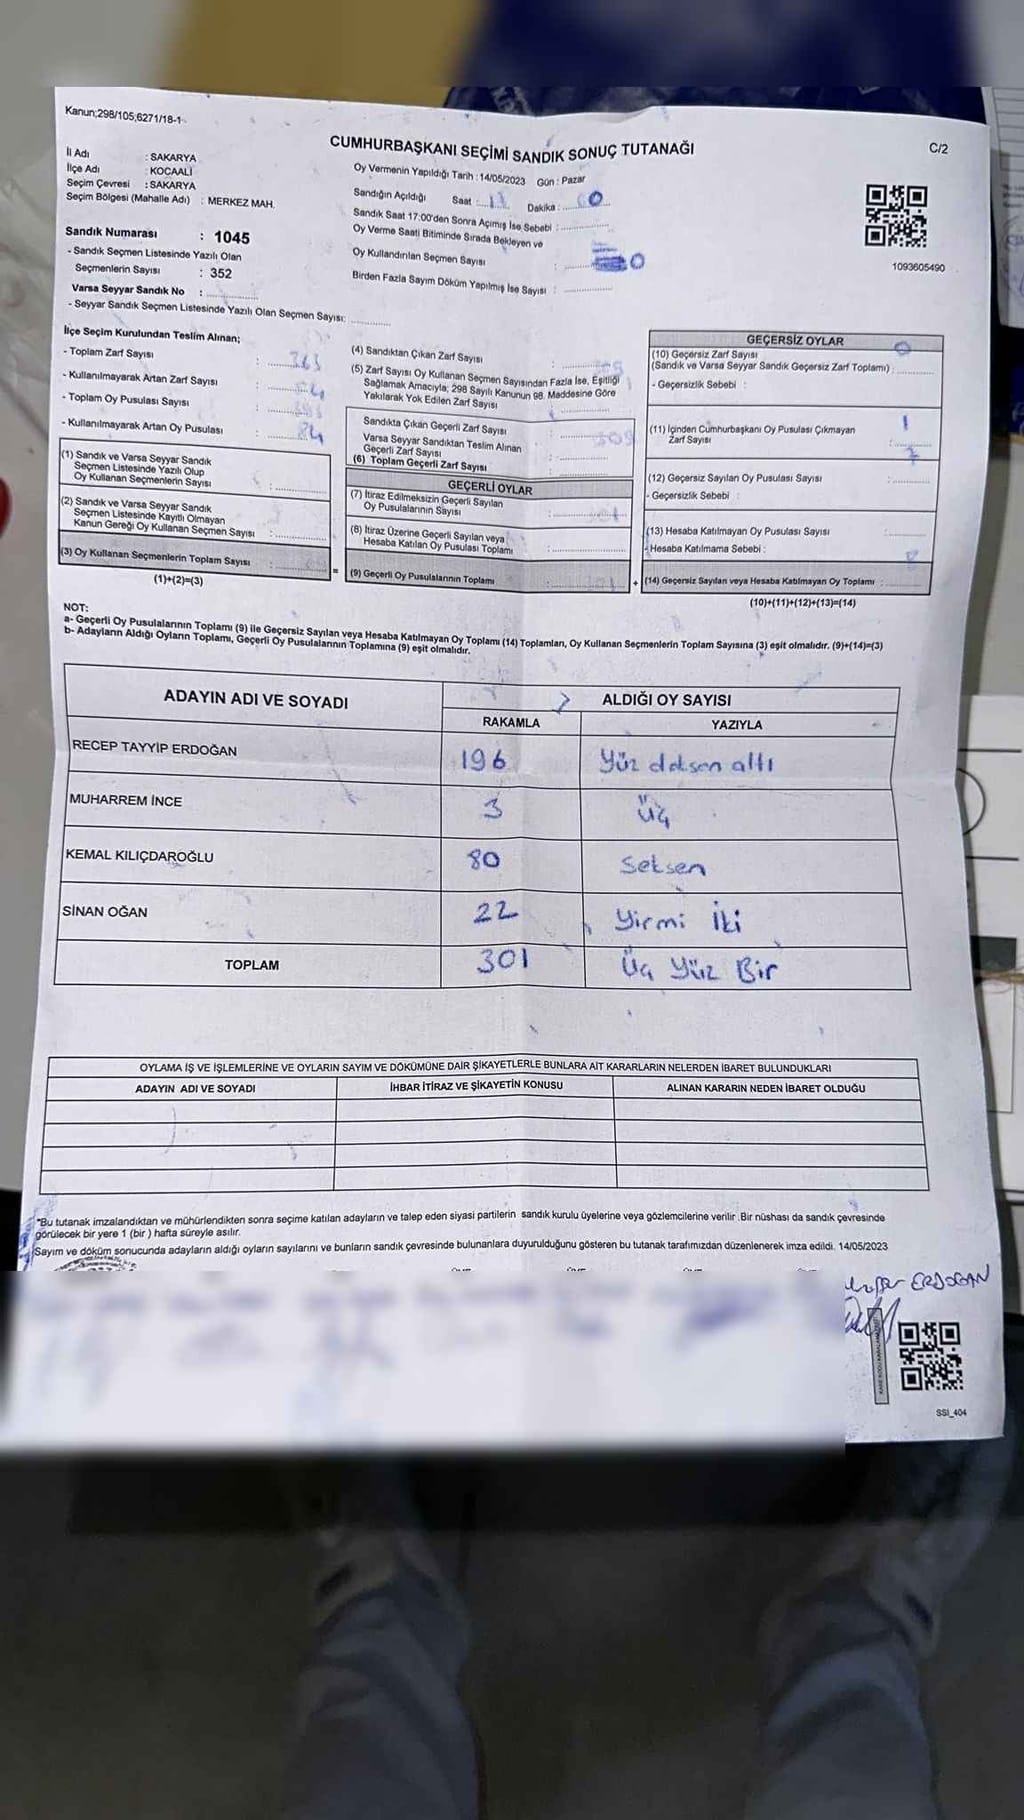 Kanun;298/105;6271/18-1
CUMHURBAŞKANI SEÇİMİ SANDIK SONUÇ TUTANAĞI
C/2
İl Adı : SAKARYA
İlçe Adı : KOCAALİ
Seçim Çevresi : SAKARYA
Seçim Bölgesi (Mahalle Adı) : MERKEZ MAH.
Sandık Numarası : 1045
- Sandık Seçmen Listesinde Yazılı Olan
Seçmenlerin Sayısı : 352
Varsa Seyyar Sandık No :
- Seyyar Sandık Seçmen Listesinde Yazılı Olan Seçmen Sayısı:
Oy Vermenin Yapıldığı Tarih : 14/05/2023 Gün : Pazar
Sandığın Açıldığı Saat : Dakika :
Sandık Saat 17:00'den Sonra Açımış İse Sebebi :
Oy Verme Saati Bitiminde Sırada Bekleyen ve
Oy Kullandırılan Seçmen Sayısı : 0
Birden Fazla Sayım Döküm Yapılmış İse Sayısı :
1093605490
İlçe Seçim Kurulundan Teslim Alınan;
- Toplam Zarf Sayısı :
- Kullanılmayarak Artan Zarf Sayısı :
- Toplam Oy Pusulası Sayısı :
- Kullanılmayarak Artan Oy Pusulası :
(1) Sandık ve Varsa Seyyar Sandık
Seçmen Listesinde Yazılı Olup
Oy Kullanan Seçmenlerin Sayısı :
(2) Sandık ve Varsa Seyyar Sandık
Seçmen Listesinde Kayıtlı Olmayan
Kanun Gereği Oy Kullanan Seçmen Sayısı :
(3) Oy Kullanan Seçmenlerin Toplam Sayısı :
(1)+(2)=(3)
(4) Sandıktan Çıkan Zarf Sayısı :
(5) Zarf Sayısı Oy Kullanan Seçmen Sayısından Fazla İse, Eşitliği
Sağlamak Amacıyla; 298 Sayılı Kanunun 98. Maddesine Göre
Yakılarak Yok Edilen Zarf Sayısı
Sandıkta Çıkan Geçerli Zarf Sayısı :
Varsa Seyyar Sandıktan Teslim Alınan
Geçerli Zarf Sayısı :
(6) Toplam Geçerli Zarf Sayısı :
GEÇERLİ OYLAR
(7) İtiraz Edilmeksizin Geçerli Sayılan
Oy Pusulalarının Sayısı :
(8) İtiraz Üzerine Geçerli Sayılan veya
Hesaba Katılan Oy Pusulası Toplamı :
= (9) Geçerli Oy Pusulalarının Toplamı :
GEÇERSİZ OYLAR
(10) Geçersiz Zarf Sayısı
(Sandık ve Varsa Seyyar Sandık Geçersiz Zarf Toplamı) :
- Geçersizlik Sebebi :
(11) İçinden Cumhurbaşkanı Oy Pusulası Çıkmayan
Zarf Sayısı :
(12) Geçersiz Sayılan Oy Pusulası Sayısı :
- Geçersizlik Sebebi :
(13) Hesaba Katılmayan Oy Pusulası Sayısı :
- Hesaba Katılmama Sebebi :
+ (14) Geçersiz Sayılan veya Hesaba Katılmayan Oy Toplamı :
(10)+(11)+(12)+(13)=(14)
NOT:
a- Geçerli Oy Pusulalarının Toplamı (9) ile Geçersiz Sayılan veya Hesaba Katılmayan Oy Toplamı (14) Toplamları, Oy Kullanan Seçmenlerin Toplam Sayısına (3) eşit olmalıdır. (9)+(14)=(3)
b- Adayların Aldığı Oyların Toplamı, Geçerli Oy Pusulalarının Toplamına (9) eşit olmalıdır.
ADAYIN ADI VE SOYADI
ALDIĞI OY SAYISI
RAKAMLA YAZIYLA
RECEP TAYYİP ERDOĞAN 196 Yüz doksan altı
MUHARREM İNCE 3 Üç
KEMAL KILIÇDAROĞLU 80 Seksen
SİNAN OĞAN 22 Yirmi İki
TOPLAM 301 Üç Yüz Bir
OYLAMA İŞ VE İŞLEMLERİNE VE OYLARIN SAYIM VE DÖKÜMÜNE DAİR ŞİKAYETLERLE BUNLARA AİT KARARLARIN NELERDEN İBARET BULUNDUKLARI
ADAYIN ADI VE SOYADI İHBAR İTİRAZ VE ŞİKAYETİN KONUSU ALINAN KARARIN NEDEN İBARET OLDUĞU
*Bu tutanak imzalandıktan ve mühürlendikten sonra seçime katılan adayların ve talep eden siyasi partilerin sandık kurulu üyelerine veya gözlemcilerine verilir. Bir nüshası da sandık çevresinde
görülecek bir yere 1 (bir) hafta süreyle asılır.
Sayım ve döküm sonucunda adayların aldığı oyların sayılarını ve bunların sandık çevresinde bulunanlara duyurulduğunu gösteren bu tutanak tarafımızdan düzenlenerek imza edildi. 14/05/2023
ERDOGAN
SSI_404